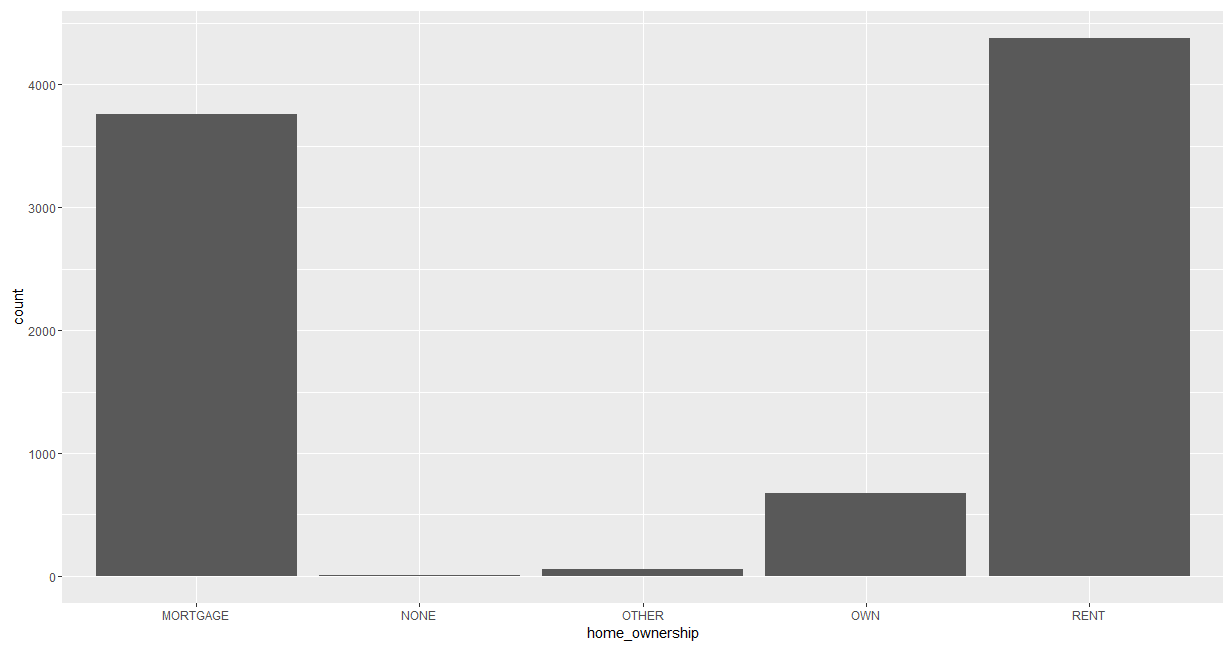 count
4000
3000
2000
1000
0
MORTGAGE NONE OTHER OWN RENT
home_ownership